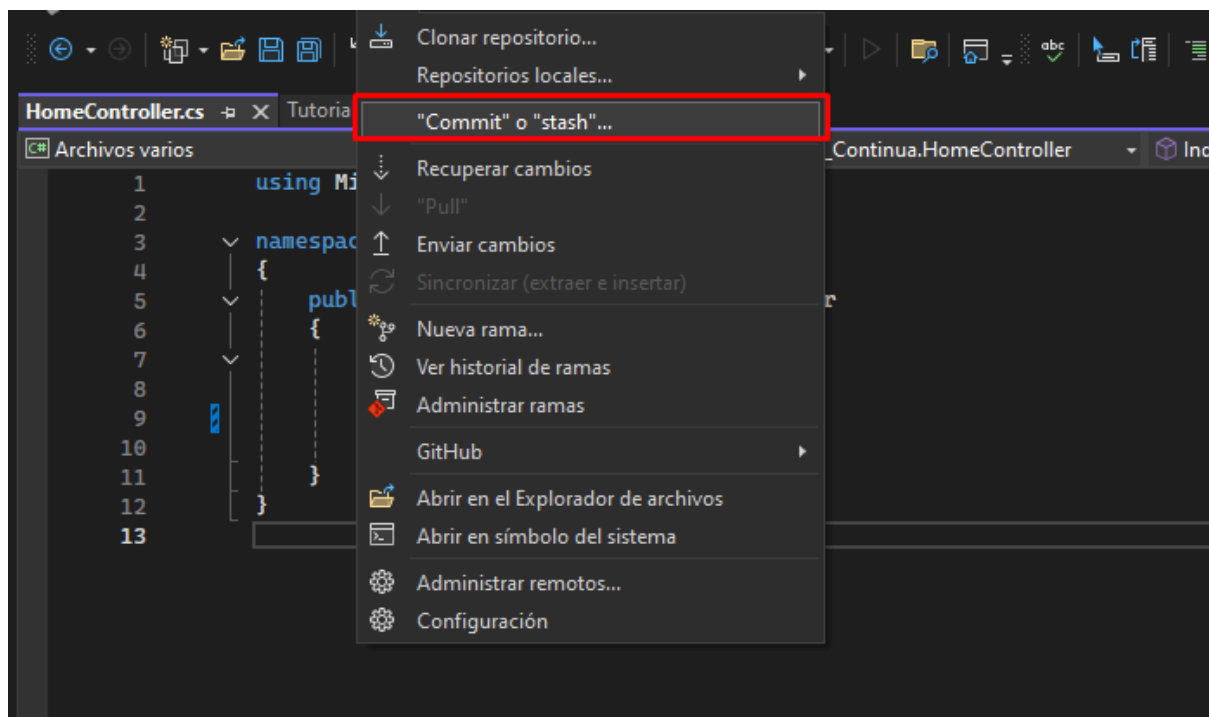 Clonar repositorio...
Repositorios locales...
HomeController.cs
"Commit" o "stash"...
Archivos varios
_Continua.HomeController
Recuperar cambios
"Pull"
Enviar cambios
Sincronizar (extraer e insertar)
Nueva rama...
Ver historial de ramas
Administrar ramas
GitHub
Abrir en el Explorador de archivos
Abrir en símbolo del sistema
Administrar remotos...
Configuración
abc
C#
1 using
2
3 namespac
4 {
5 publ r
6 {
7
8
9
10
11 }
12 }
13